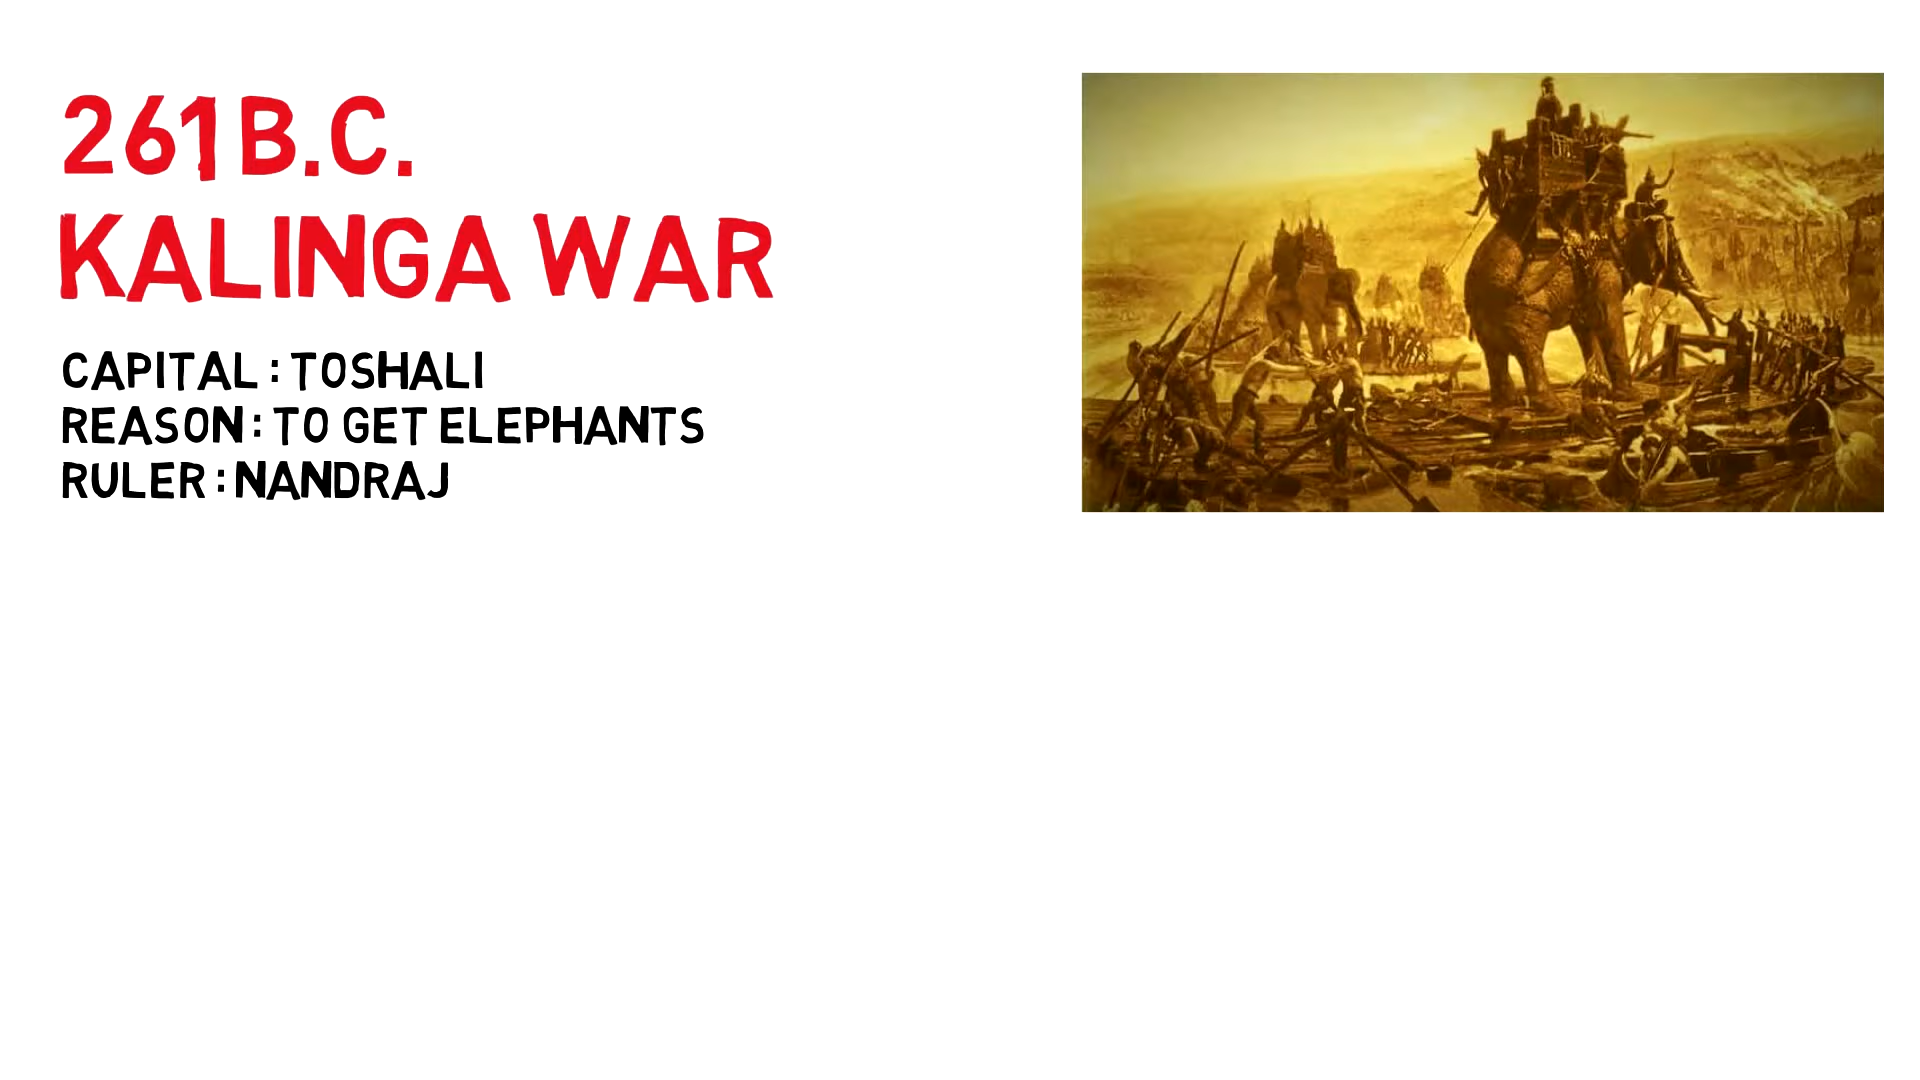 261B.C.
KALINGA WAR
CAPITAL : TOSHALI
REASON : TO GET ELEPHANTS
RULER : NANDRAJ